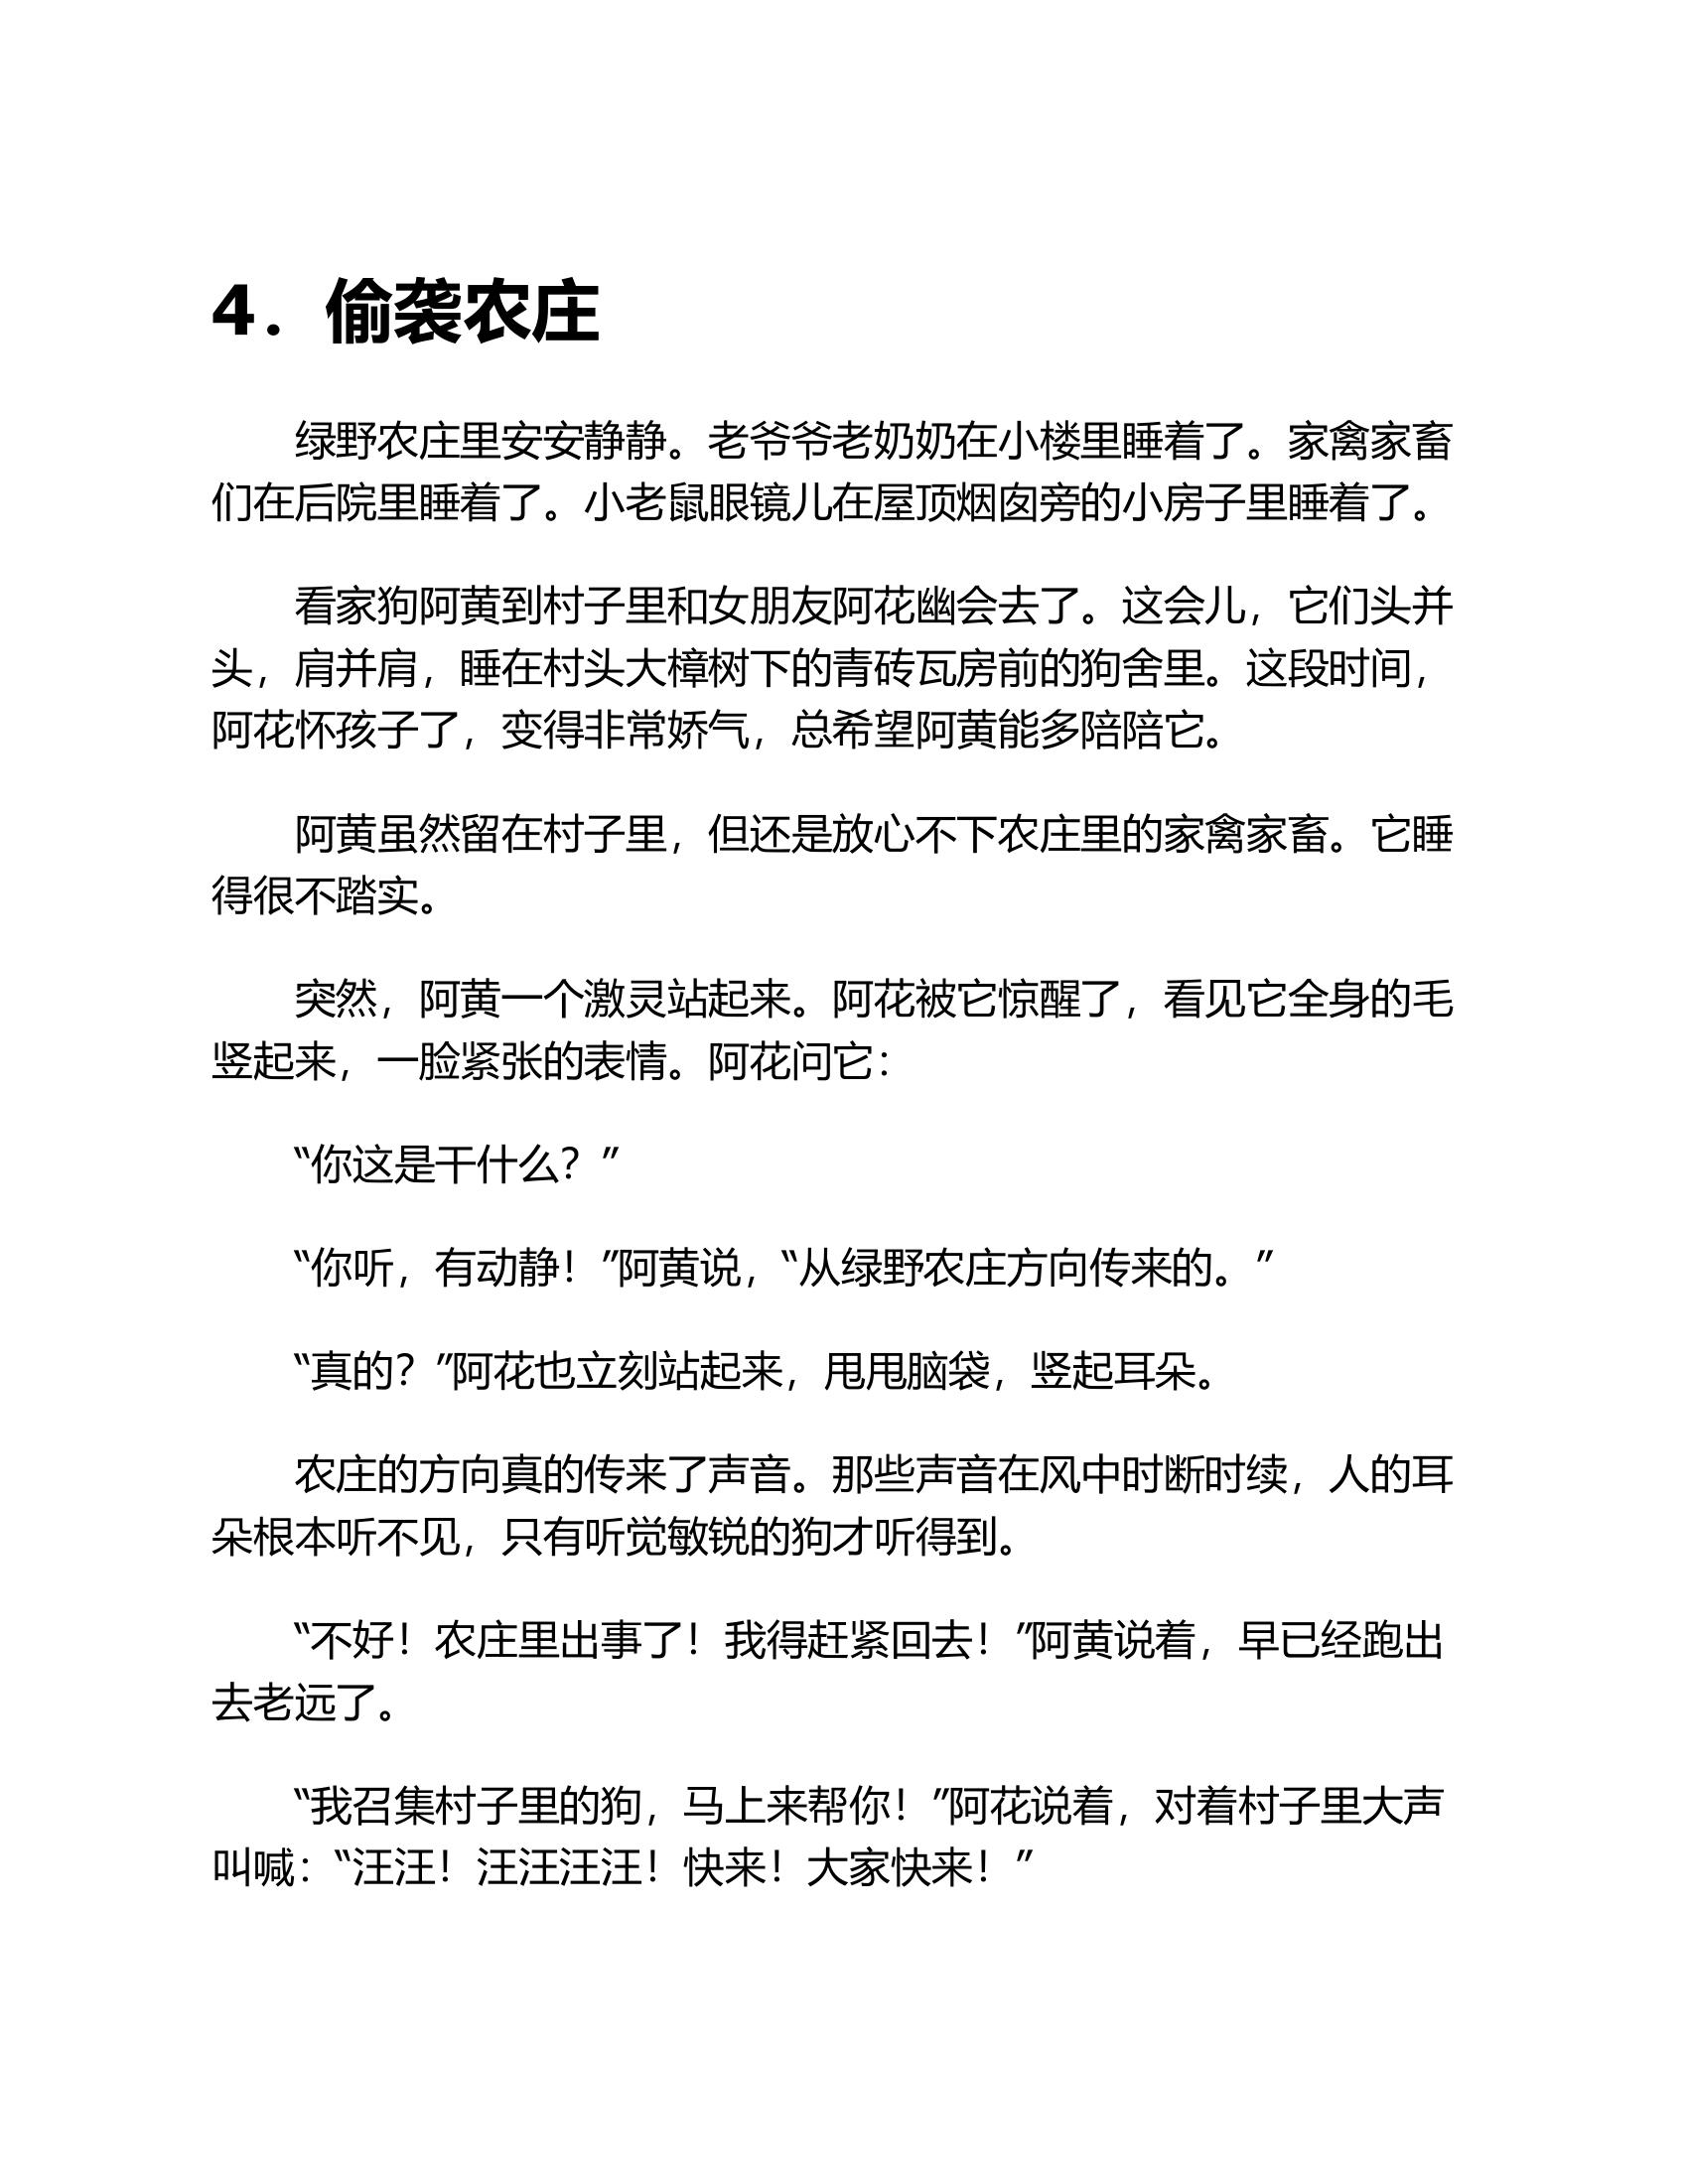 4．偷袭农庄
绿野农庄里安安静静。老爷爷老奶奶在小楼里睡着了。家禽家畜
们在后院里睡着了。小老鼠眼镜儿在屋顶烟囱旁的小房子里睡着了。
看家狗阿黄到村子里和女朋友阿花幽会去了。这会儿，它们头并
头，肩并肩，睡在村头大樟树下的青砖瓦房前的狗舍里。这段时间，
阿花怀孩子了，变得非常娇气，总希望阿黄能多陪陪它。
阿黄虽然留在村子里，但还是放心不下农庄里的家禽家畜。它睡
得很不踏实。
突然，阿黄一个激灵站起来。阿花被它惊醒了，看见它全身的毛
竖起来，一脸紧张的表情。阿花问它：
“你这是干什么？”
“你听，有动静！”阿黄说，“从绿野农庄方向传来的。”
“真的？”阿花也立刻站起来，甩甩脑袋，竖起耳朵。
农庄的方向真的传来了声音。那些声音在风中时断时续，人的耳
朵根本听不见，只有听觉敏锐的狗才听得到。
“不好！农庄里出事了！我得赶紧回去！”阿黄说着，早已经跑出
去老远了。
“我召集村子里的狗，马上来帮你！”阿花说着，对着村子里大声
叫喊：“汪汪！汪汪汪汪！快来！大家快来！”